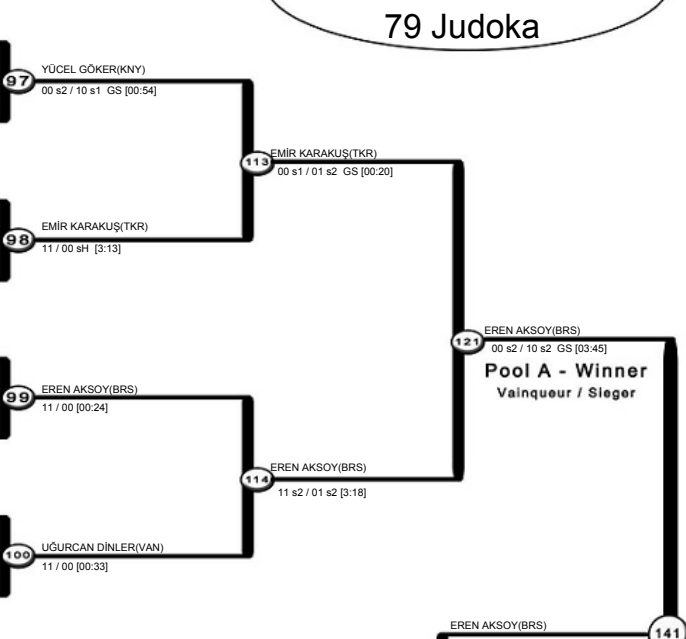 79 Judoka
97
YÜCEL GÖKER(KNY)
00 s2 / 10 s1 GS [00:54]
113
EMİR KARAKUŞ(TKR)
00 s1 / 01 s2 GS [00:20]
98
EMİR KARAKUŞ(TKR)
11 / 00 sH [3:13]
121
EREN AKSOY(BRS)
00 s2 / 10 s2 GS [03:45]
Pool A - Winner
Vainqueur / Sieger
99
EREN AKSOY(BRS)
11 / 00 [00:24]
114
EREN AKSOY(BRS)
11 s2 / 01 s2 [3:18]
100
UĞURCAN DİNLER(VAN)
11 / 00 [00:33]
EREN AKSOY(BRS)
141